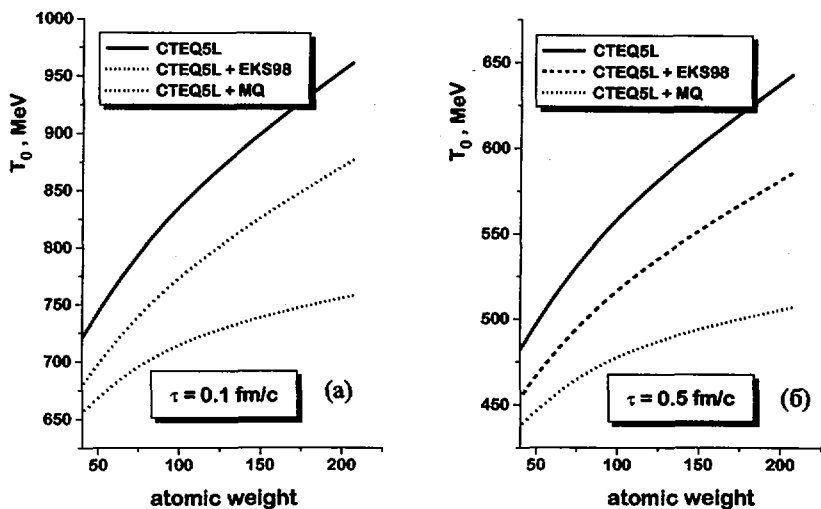 1000
950
900
850
800
750
700
650
T₀ , MeV
CTEQ5L
CTEQ5L + EKS98
CTEQ5L + MQ
τ = 0.1 fm/c
(а)
50 100 150 200
atomic weight
650
600
550
500
450
T₀ , MeV
CTEQ5L
CTEQ5L + EKS98
CTEQ5L + MQ
τ = 0.5 fm/c
(б)
50 100 150 200
atomic weight